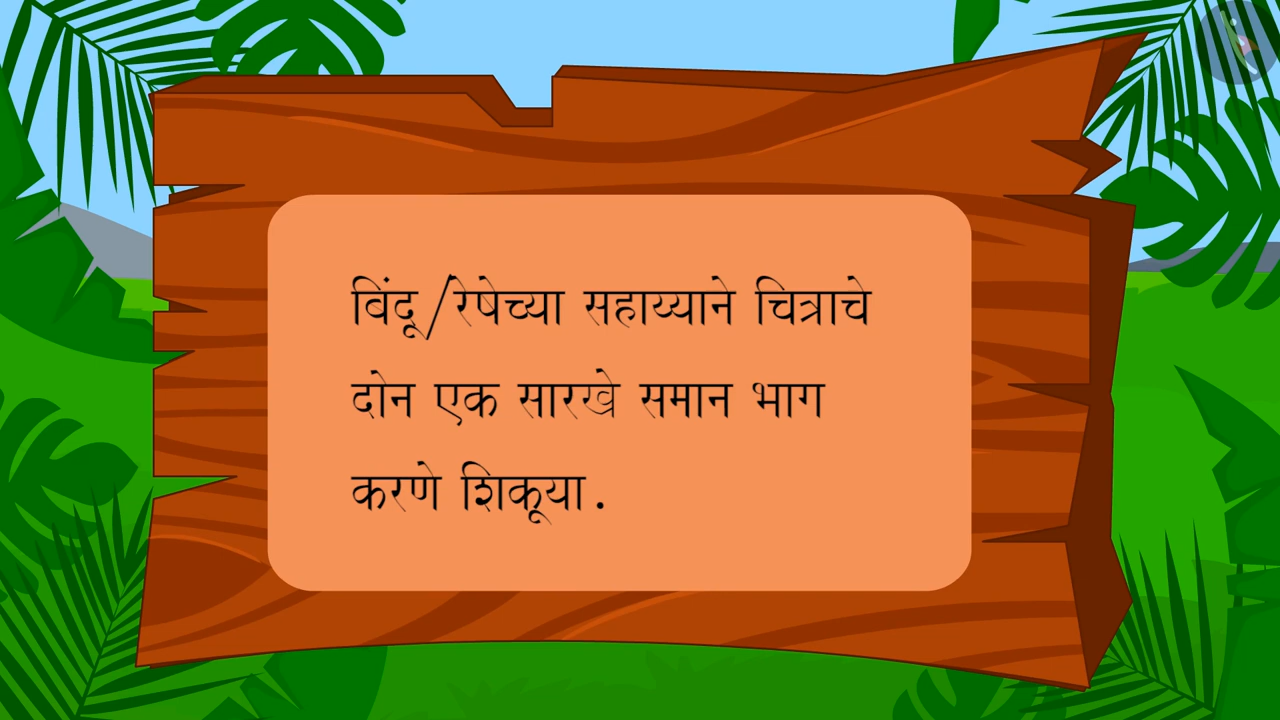 विंदू/रेषेच्या सहाय्याने चित्राचे
दोन एक सारखे समान भाग
करणे शिकूया.